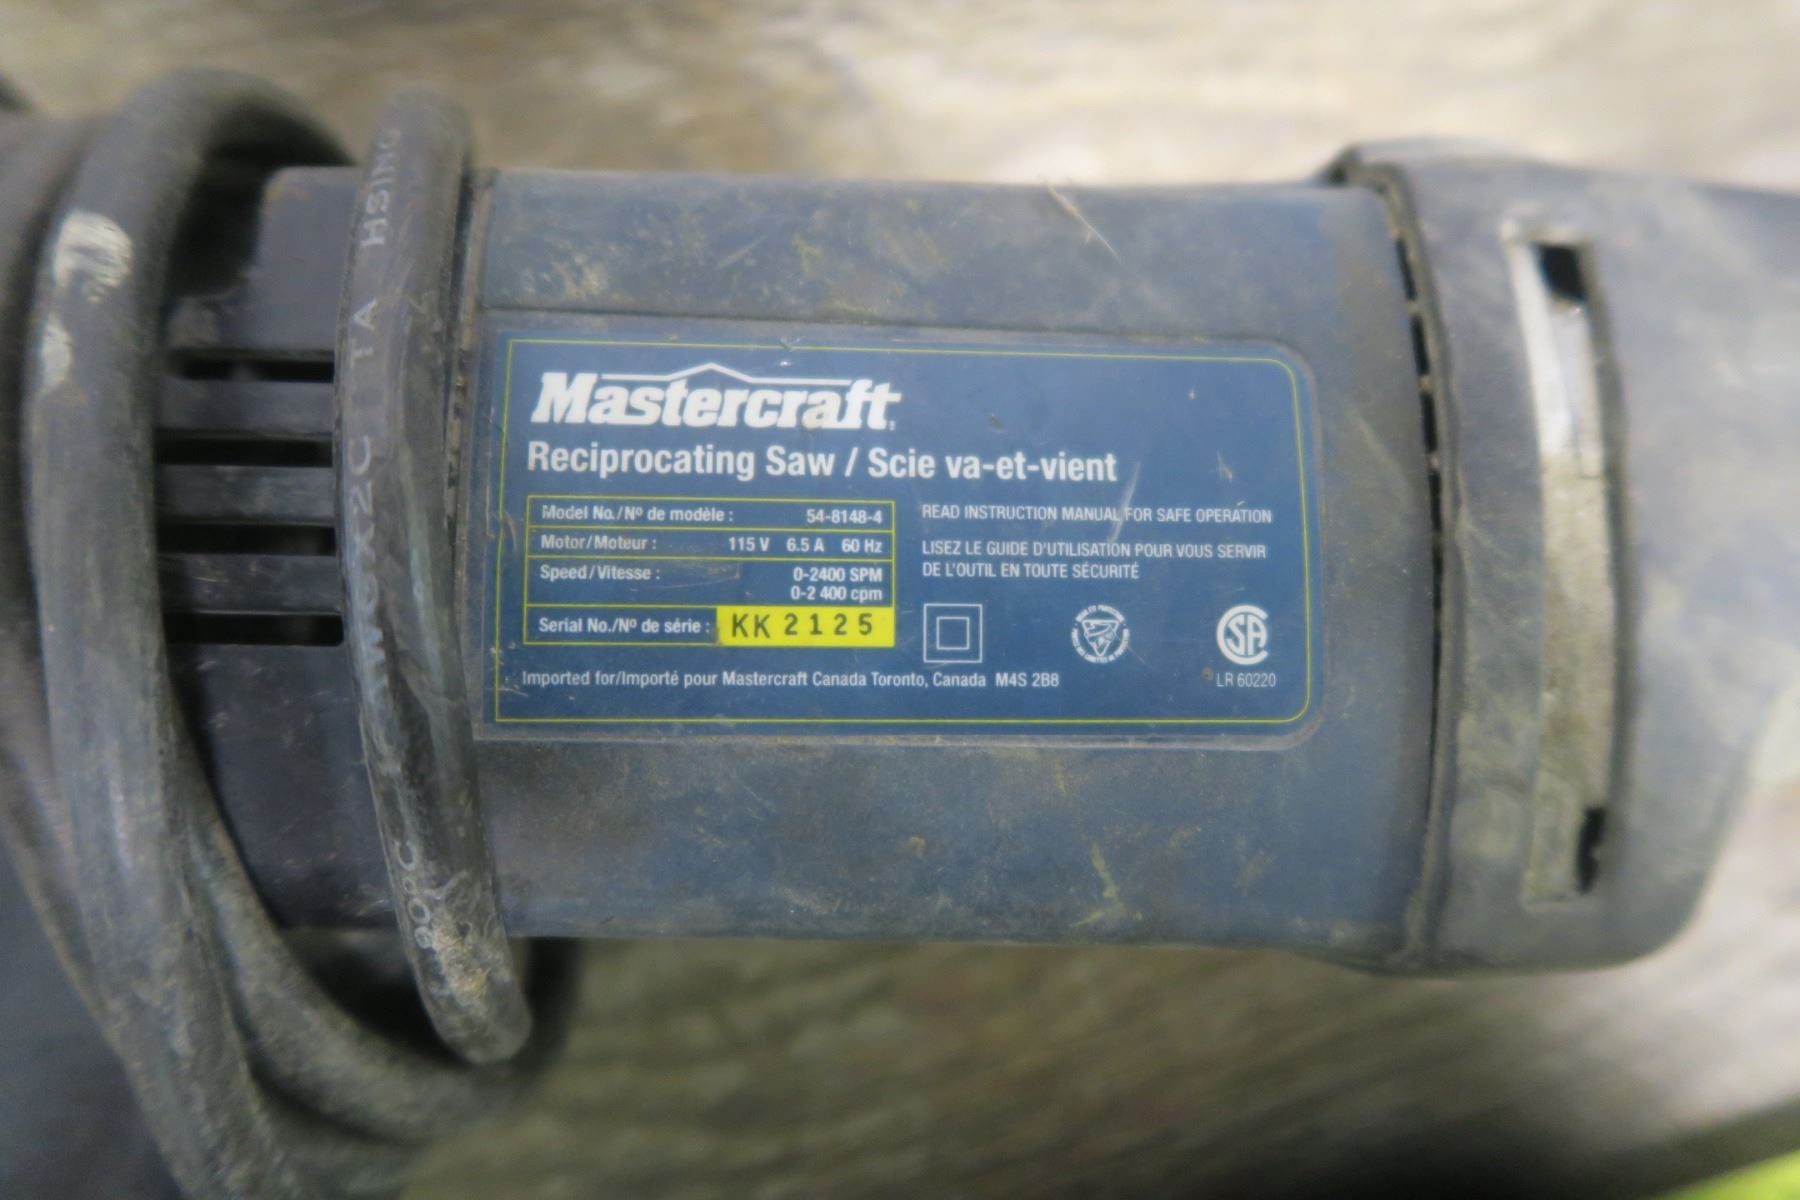 Mastercraft
Reciprocating Saw / Scie va-et-vient
Model No./Nº de modèle : 54-8148-4
Motor/Moteur : 115 V 6.5 A 60 Hz
Speed/Vitesse : 0-2400 SPM
0-2 400 cpm
Serial No./Nº de série : KK 2125
READ INSTRUCTION MANUAL FOR SAFE OPERATION
LISEZ LE GUIDE D'UTILISATION POUR VOUS SERVIR
DE L'OUTIL EN TOUTE SÉCURITÉ
Imported for/Importé pour Mastercraft Canada Toronto, Canada M4S 2B8
CSA
LR 60220
TA HSING